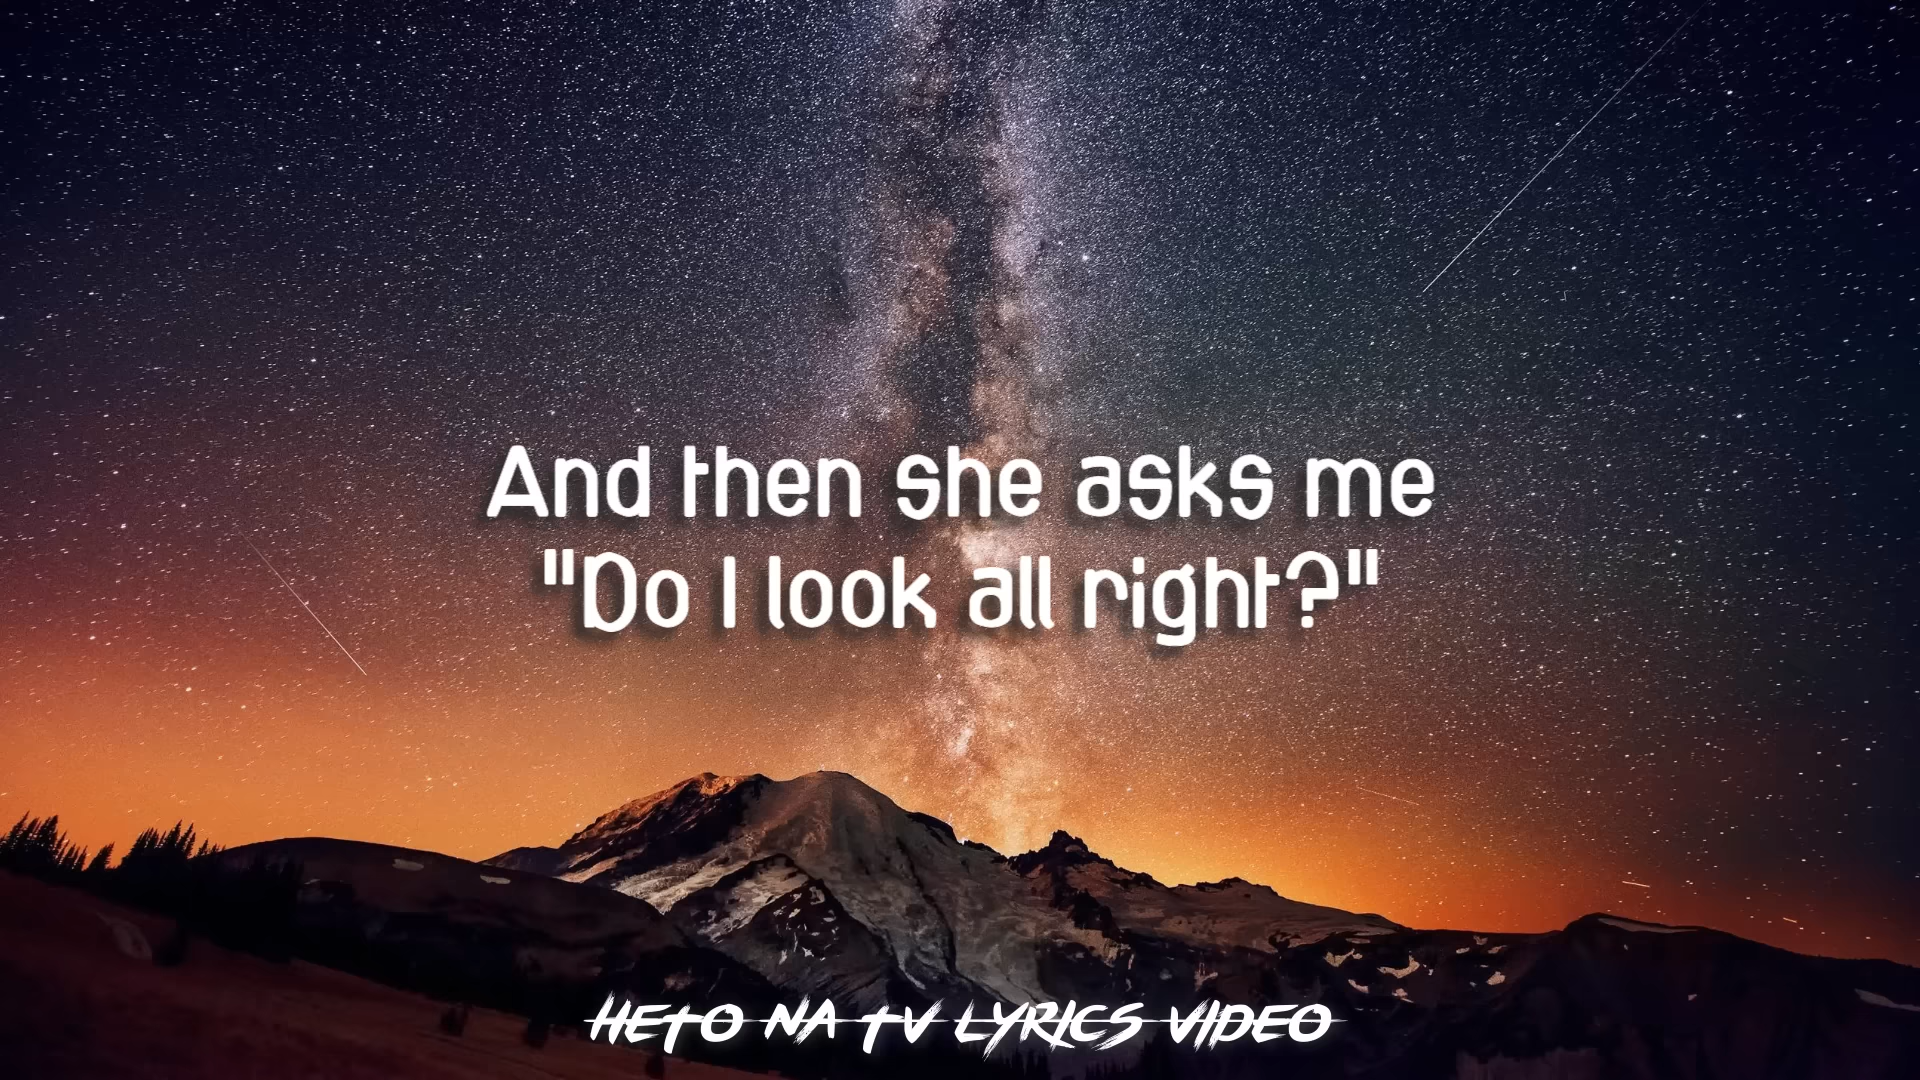 And then she asks me
"Do I look all right?"
HETO NA TV LYRICS VIDEO